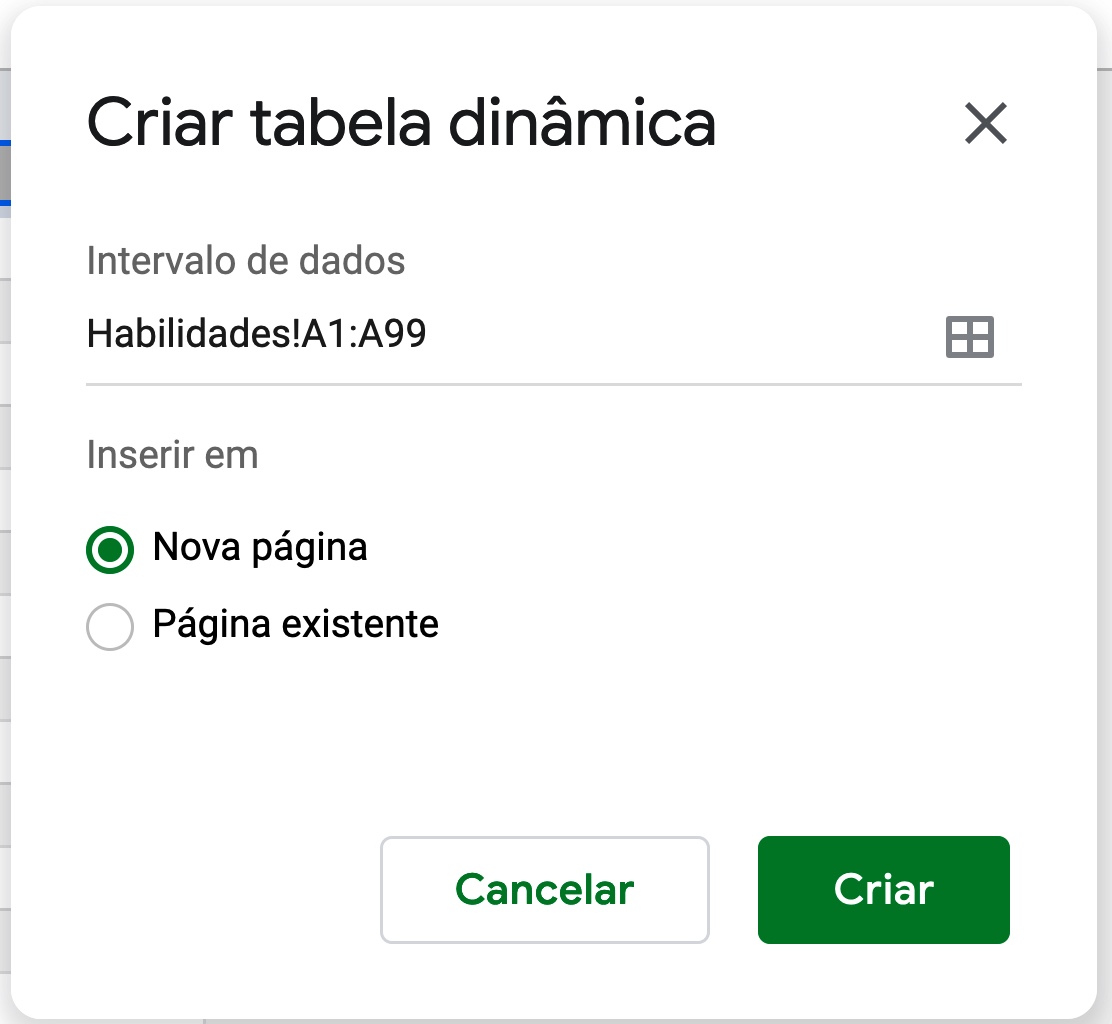 Criar tabela dinâmica
Intervalo de dados
Habilidades!A1:A99
Inserir em
Nova página
Página existente
Cancelar
Criar